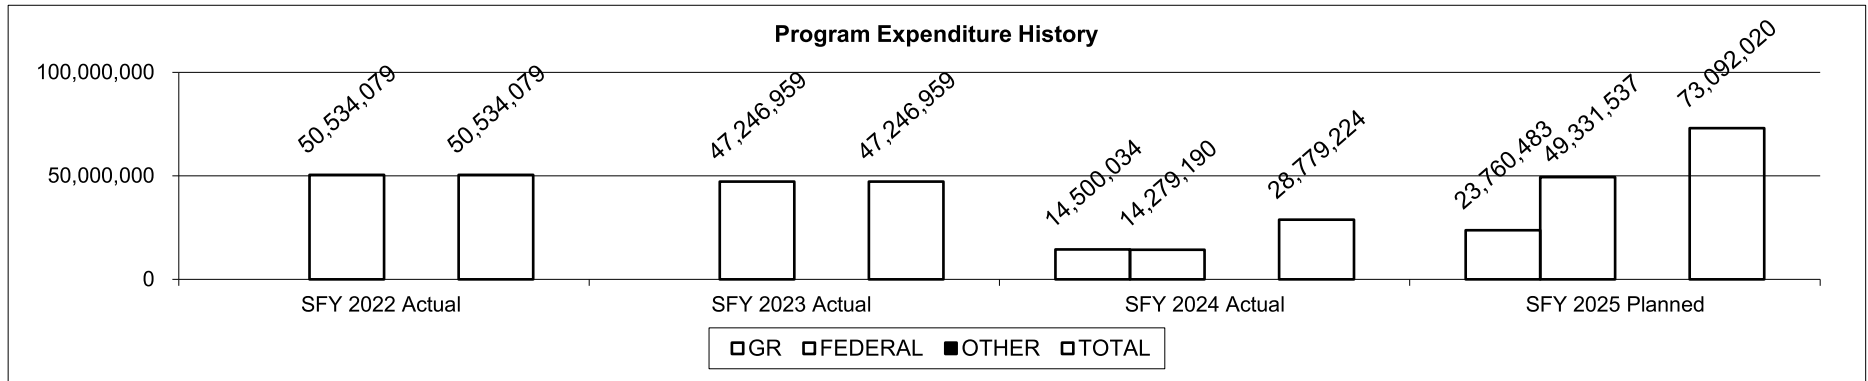 Program Expenditure History
100,000,000
50,000,000
0
50,534,079
50,534,079
47,246,959
47,246,959
14,500,034
14,279,190
28,779,224
23,760,483
49,331,537
73,092,020
SFY 2022 Actual
SFY 2023 Actual
SFY 2024 Actual
SFY 2025 Planned
GR FEDERAL OTHER TOTAL